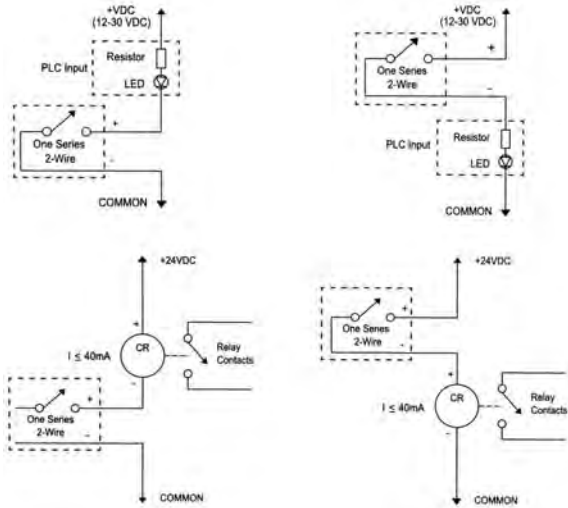 +VDC
(12-30 VDC)
Resistor
PLC Input
LED
+
One Series
2-Wire
-
COMMON
+VDC
(12-30 VDC)
+
One Series
2-Wire
-
PLC Input
Resistor
LED
COMMON
+24VDC
+
CR
I ≤ 40mA
Relay
Contacts
-
+
One Series
2-Wire
-
COMMON
+24VDC
+
One Series
2-Wire
-
+
CR
I ≤ 40mA
Relay
Contacts
-
COMMON